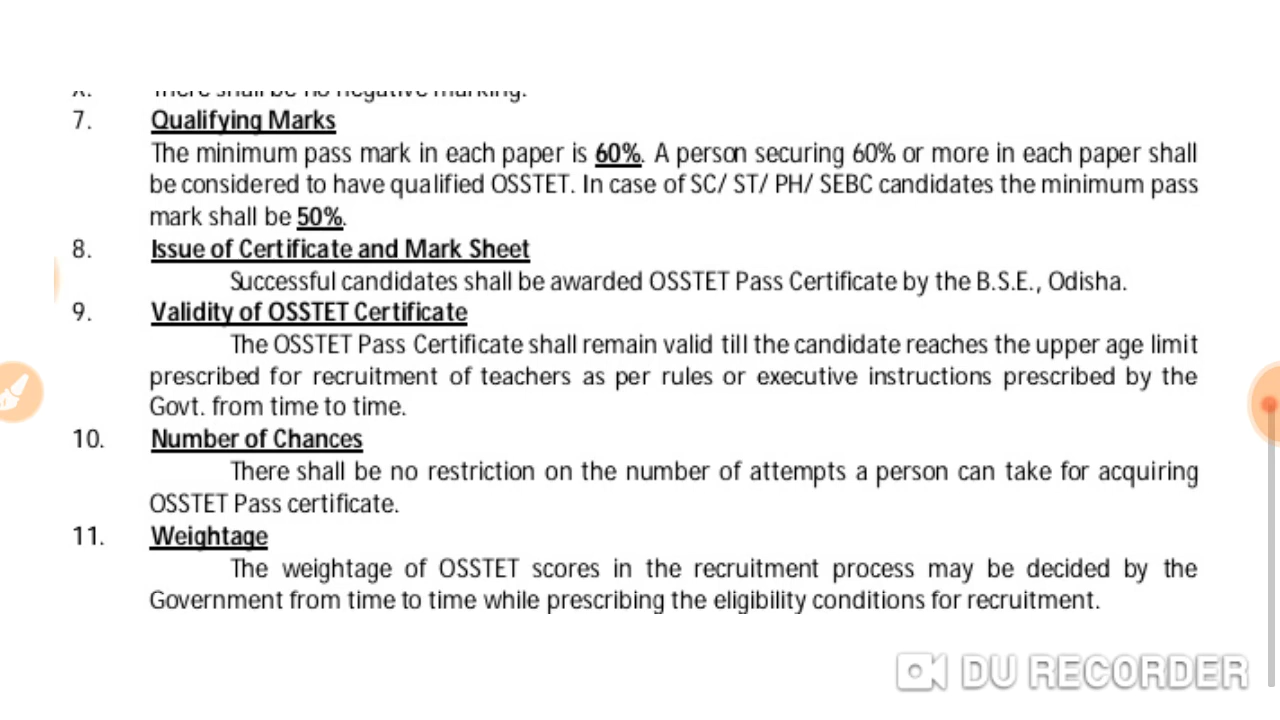 x. There shall be no negative marking.
7. Qualifying Marks
The minimum pass mark in each paper is 60%. A person securing 60% or more in each paper shall
be considered to have qualified OSSTET. In case of SC/ ST/ PH/ SEBC candidates the minimum pass
mark shall be 50%.
8. Issue of Certificate and Mark Sheet
Successful candidates shall be awarded OSSTET Pass Certificate by the B.S.E., Odisha.
9. Validity of OSSTET Certificate
The OSSTET Pass Certificate shall remain valid till the candidate reaches the upper age limit
prescribed for recruitment of teachers as per rules or executive instructions prescribed by the
Govt. from time to time.
10. Number of Chances
There shall be no restriction on the number of attempts a person can take for acquiring
OSSTET Pass certificate.
11. Weightage
The weightage of OSSTET scores in the recruitment process may be decided by the
Government from time to time while prescribing the eligibility conditions for recruitment.
DU RECORDER